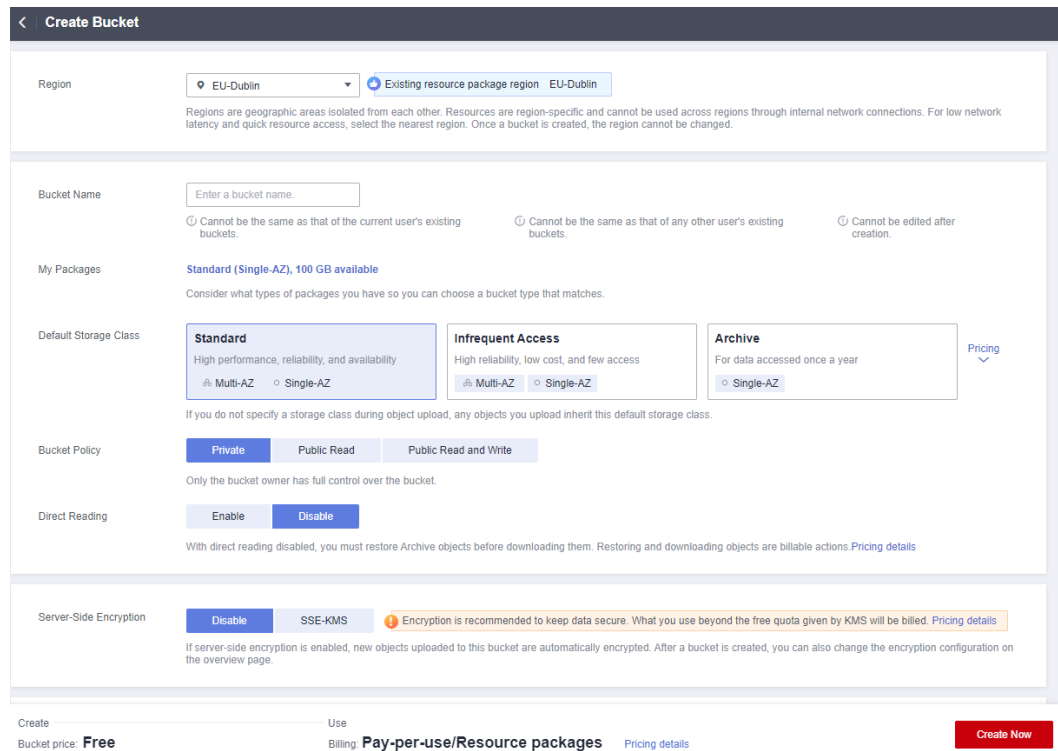 Create Bucket
Region
EU-Dublin
Existing resource package region EU-Dublin
Regions are geographic areas isolated from each other. Resources are region-specific and cannot be used across regions through internal network connections. For low network
latency and quick resource access, select the nearest region. Once a bucket is created, the region cannot be changed.
Bucket Name
Enter a bucket name.
Cannot be the same as that of the current user's existing
buckets.
Cannot be the same as that of any other user's existing
buckets.
Cannot be edited after
creation.
My Packages
Standard (Single-AZ), 100 GB available
Consider what types of packages you have so you can choose a bucket type that matches.
Default Storage Class
Standard
High performance, reliability, and availability
Multi-AZ Single-AZ
Infrequent Access
High reliability, low cost, and few access
Multi-AZ Single-AZ
Archive
For data accessed once a year
Single-AZ
Pricing
If you do not specify a storage class during object upload, any objects you upload inherit this default storage class.
Bucket Policy
Private Public Read Public Read and Write
Only the bucket owner has full control over the bucket.
Direct Reading
Enable Disable
With direct reading disabled, you must restore Archive objects before downloading them. Restoring and downloading objects are billable actions.Pricing details
Server-Side Encryption
Disable SSE-KMS
Encryption is recommended to keep data secure. What you use beyond the free quota given by KMS will be billed. Pricing details
If server-side encryption is enabled, new objects uploaded to this bucket are automatically encrypted. After a bucket is created, you can also change the encryption configuration on
the overview page.
Create
Bucket price: Free
Use
Billing: Pay-per-use/Resource packages Pricing details
Create Now